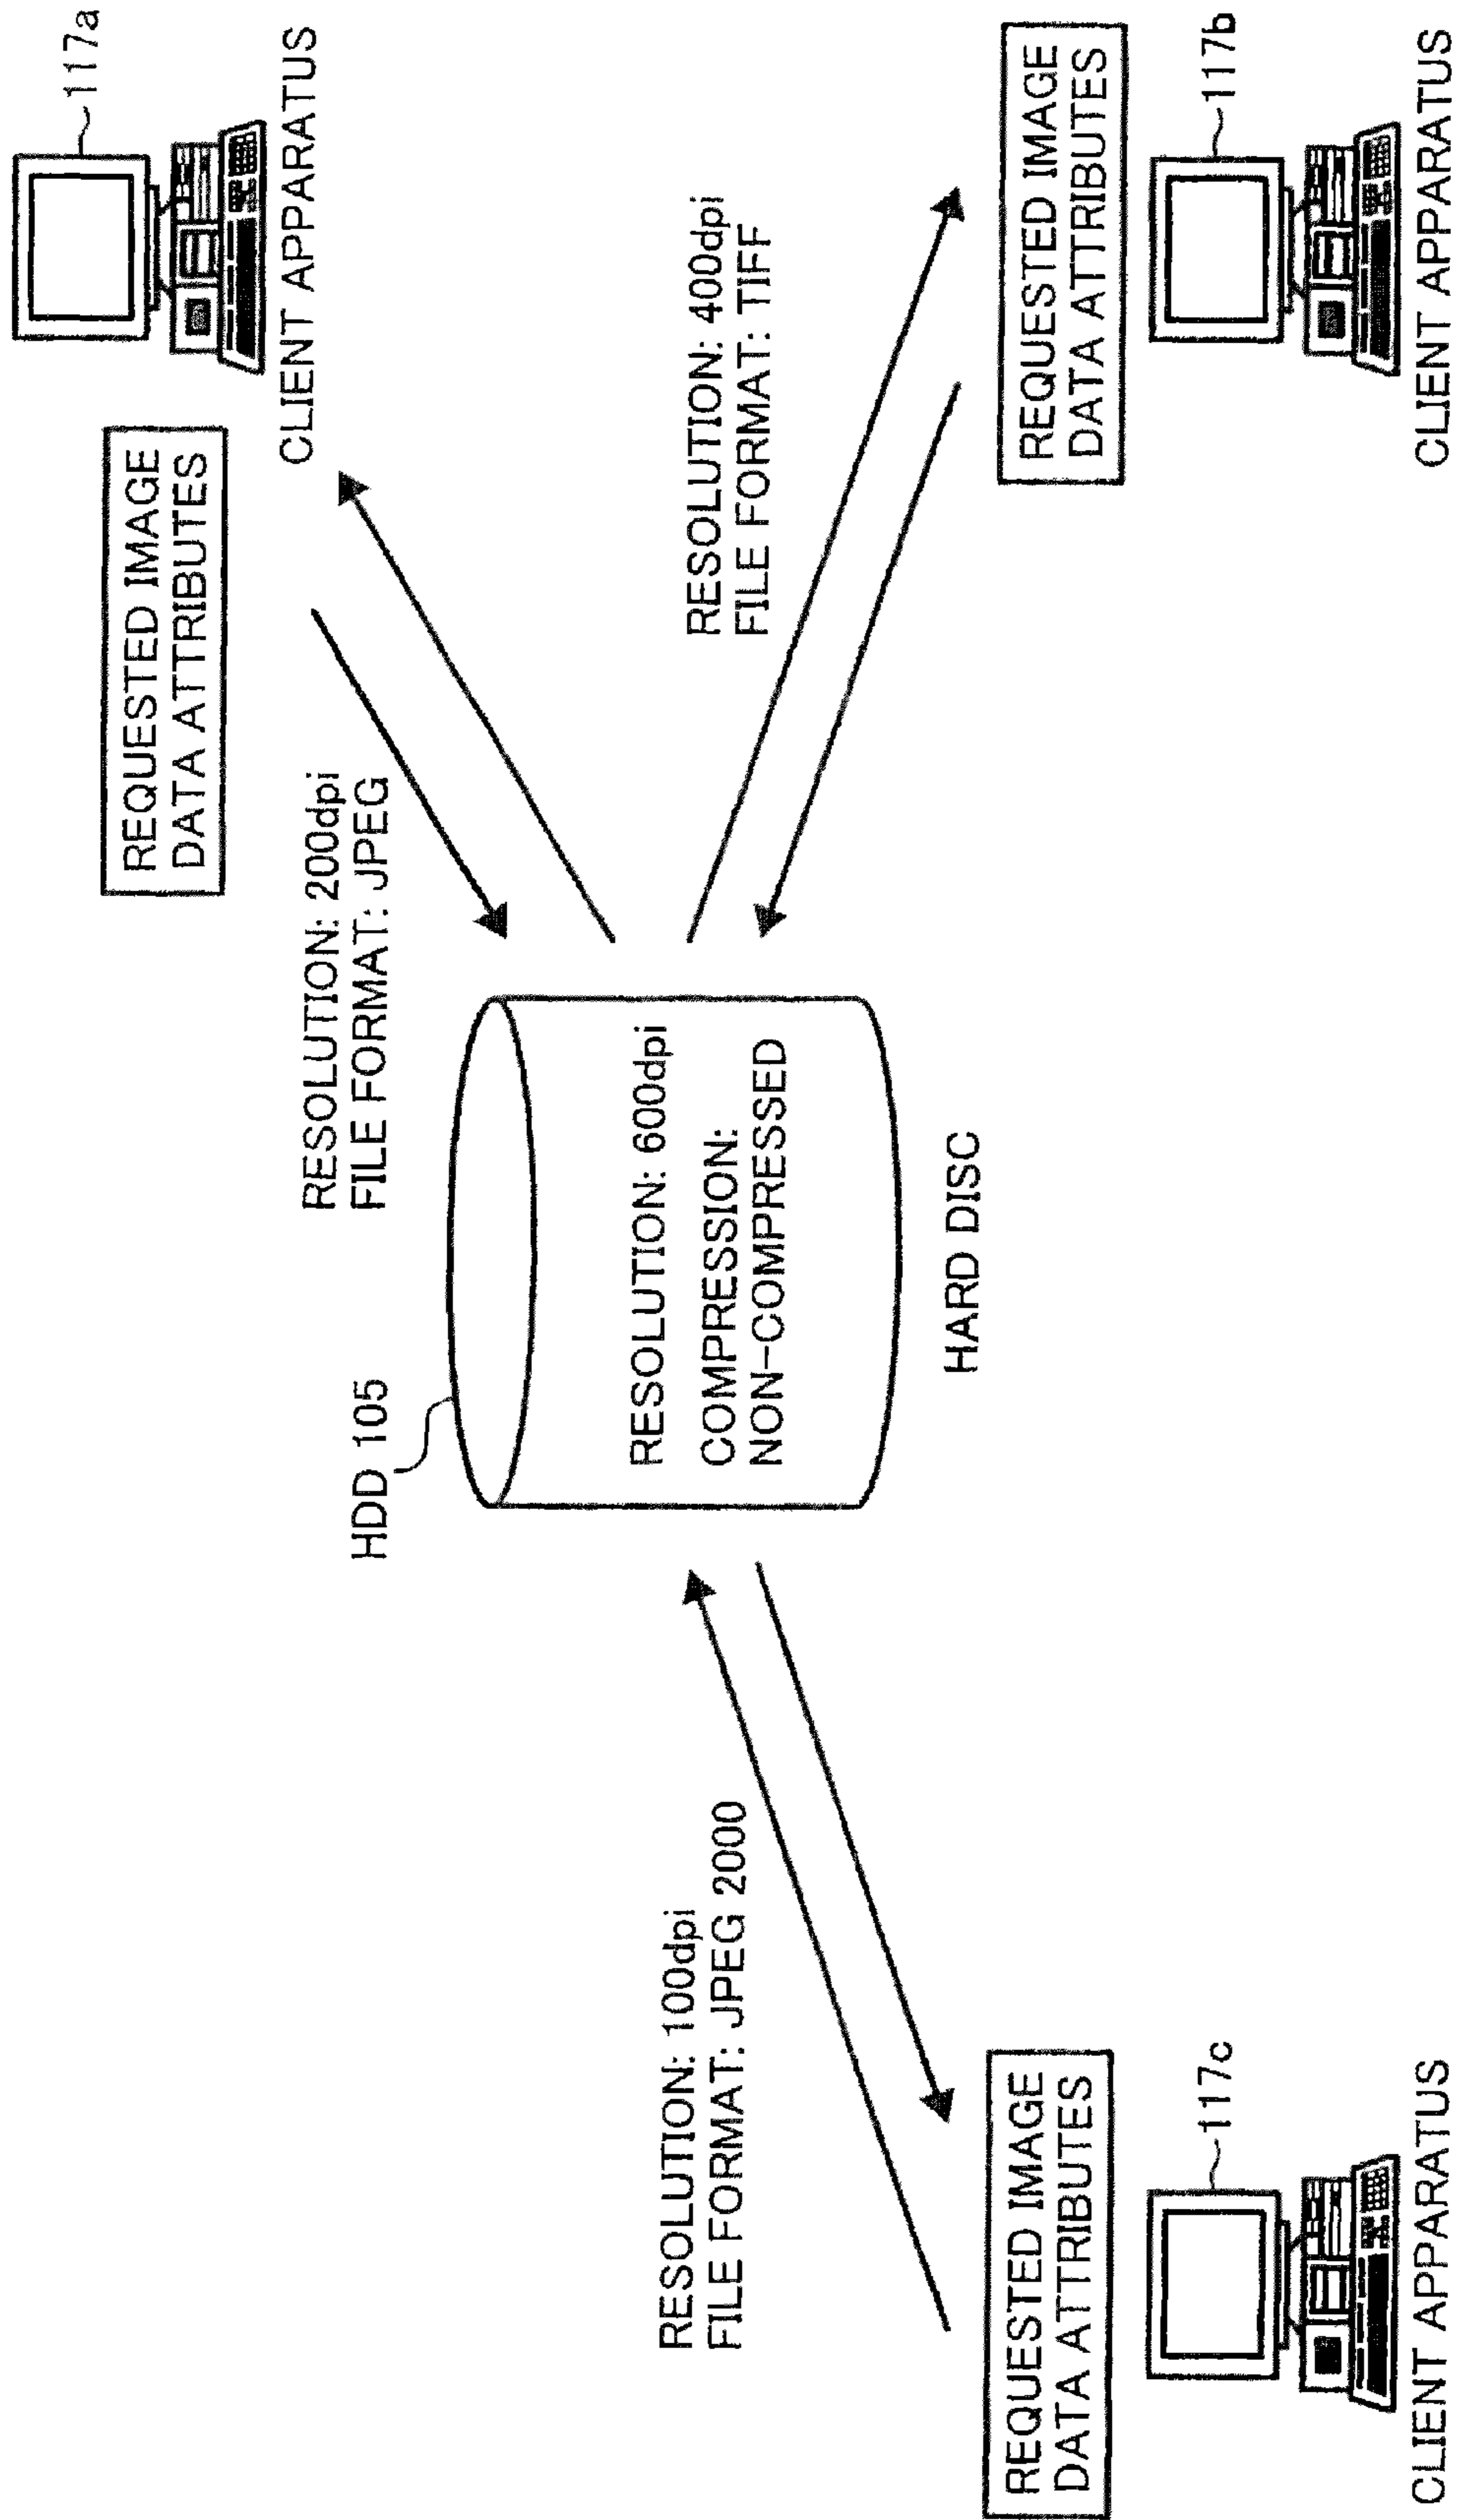 117a
CLIENT APPARATUS
REQUESTED IMAGE
DATA ATTRIBUTES
RESOLUTION: 200dpi
FILE FORMAT: JPEG
HDD 105
RESOLUTION: 600dpi
COMPRESSION:
NON-COMPRESSED
HARD DISC
RESOLUTION: 400dpi
FILE FORMAT: TIFF
REQUESTED IMAGE
DATA ATTRIBUTES
117b
CLIENT APPARATUS
RESOLUTION: 100dpi
FILE FORMAT: JPEG 2000
REQUESTED IMAGE
DATA ATTRIBUTES
117c
CLIENT APPARATUS